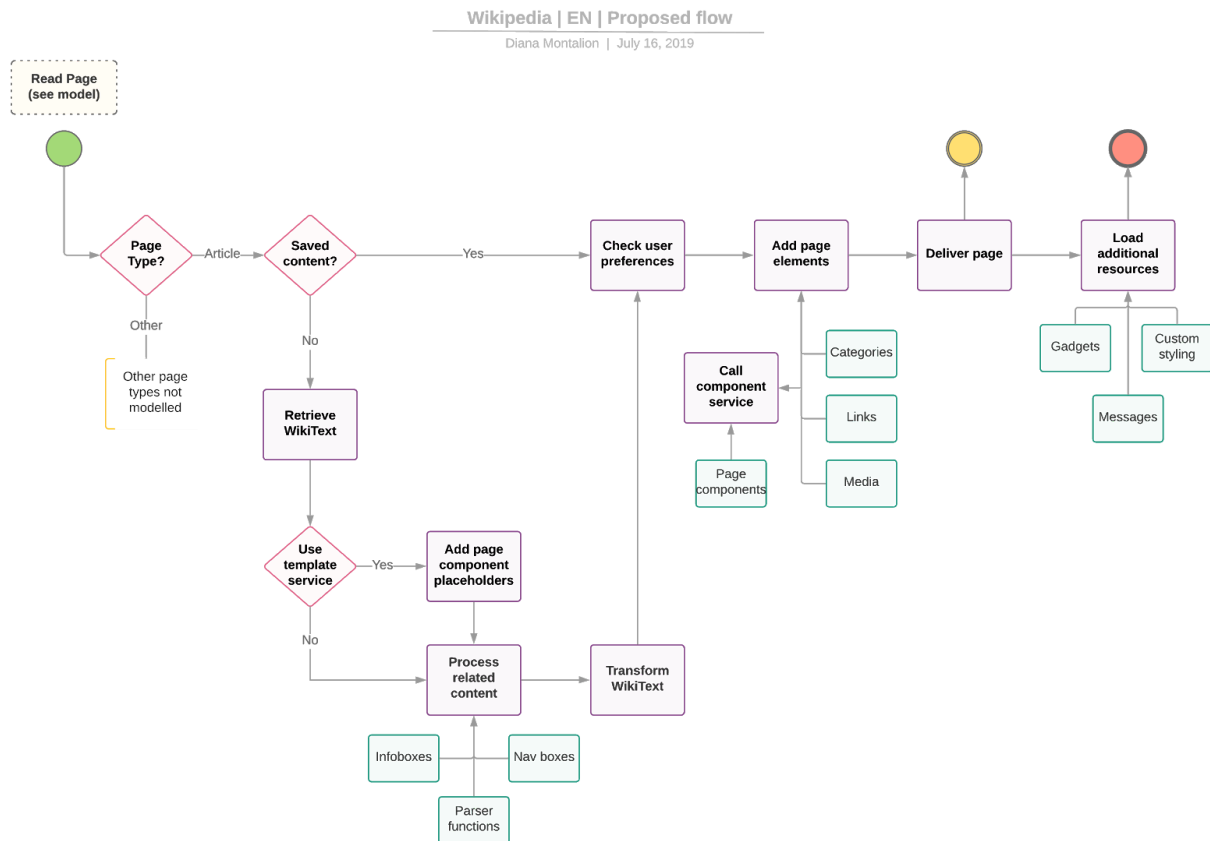 Wikipedia | EN | Proposed flow
Diana Montalion | July 16, 2019
Read Page
(see model)
Page
Type?
Article
Saved
content?
Yes
Check user
preferences
Add page
elements
Deliver page
Load
additional
resources
Other
Other page
types not
modelled
No
Retrieve
WikiText
Call
component
service
Page
components
Categories
Links
Media
Gadgets
Custom
styling
Messages
Use
template
service
Yes
Add page
component
placeholders
No
Process
related
content
Transform
WikiText
Infoboxes
Nav boxes
Parser
functions